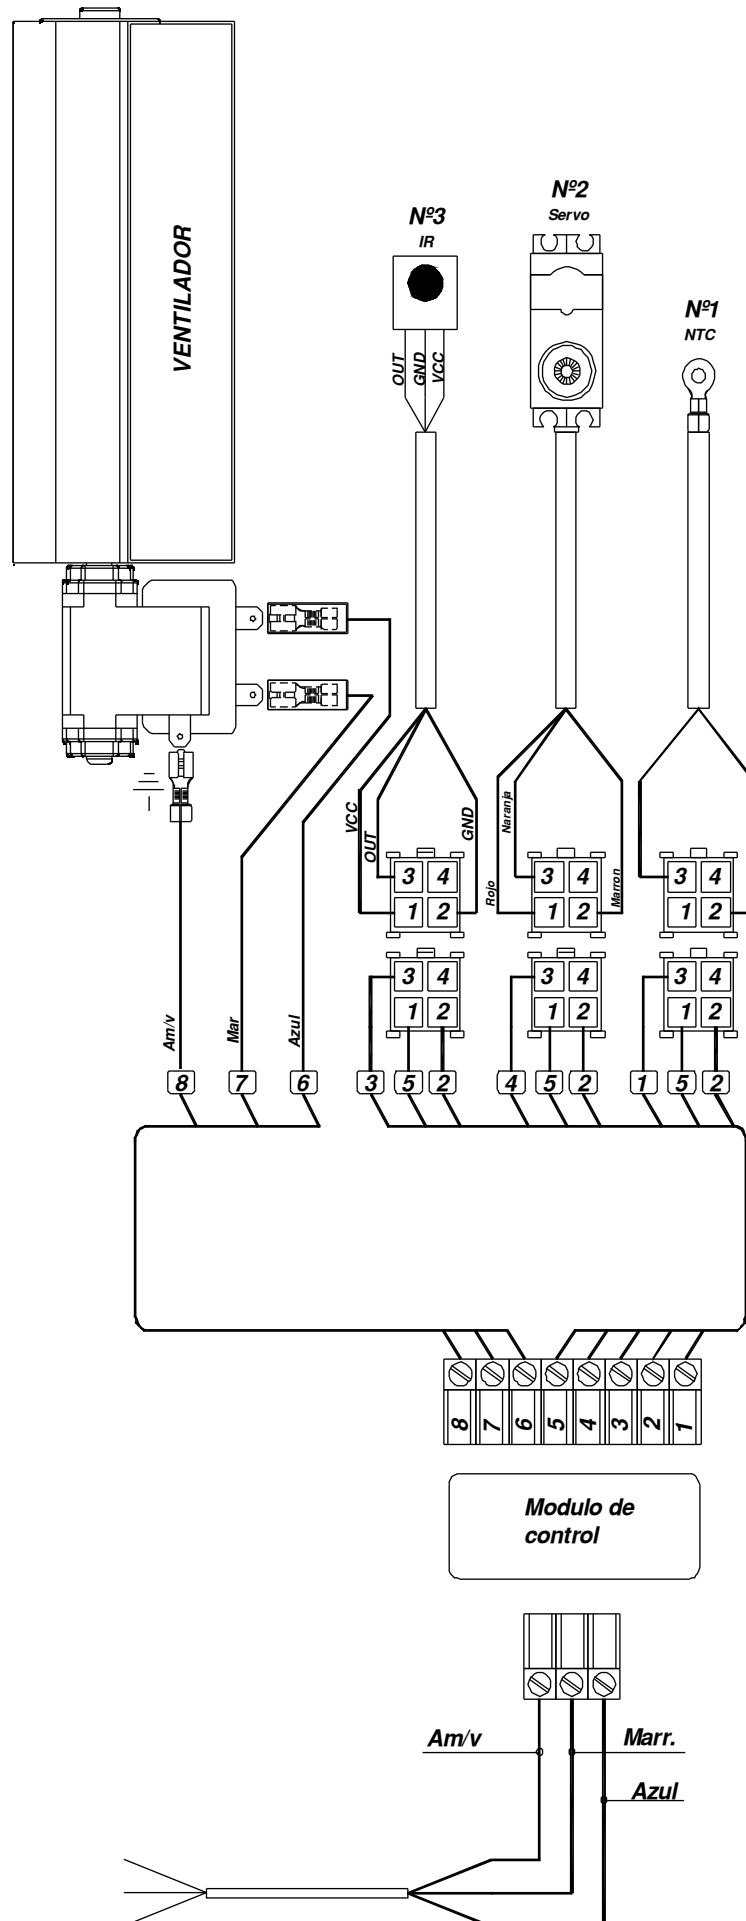 VENTILADOR
Nº3
IR
Nº2
Servo
Nº1
NTC
OUT
GND
VCC
VCC
OUT
GND
Rojo
Naranja
Marron
3 4
1 2
3 4
1 2
3 4
1 2
3 4
1 2
3 4
1 2
3 4
1 2
Am/v
Mar
Azul
8 7 6 3 5 2 4 5 2 1 5 2
8 7 6 5 4 3 2 1
Modulo de
control
Am/v
Marr.
Azul